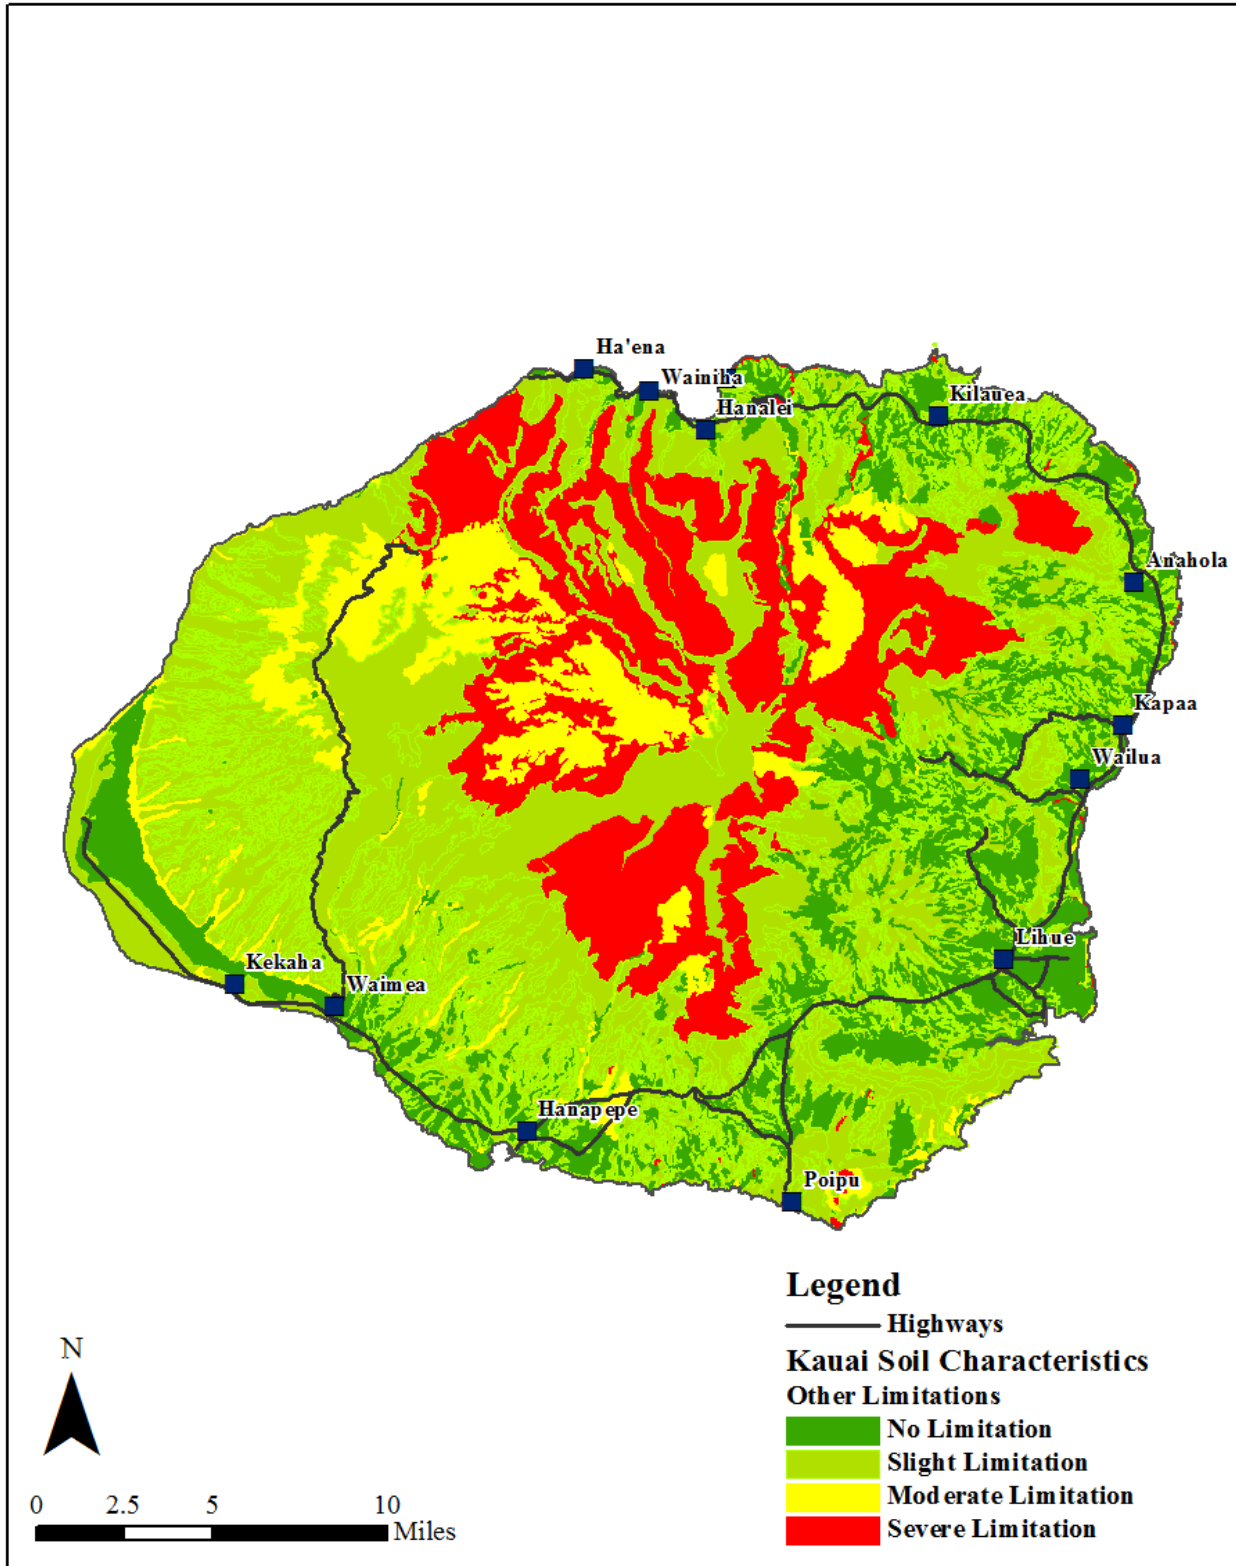 Ha'ena
Wainiha
Hanalei
Kilauea
Anahola
Kapaa
Wailua
Lihue
Kekaha
Waimea
Hanapepe
Poipu
Legend
Highways
Kauai Soil Characteristics
Other Limitations
No Limitation
Slight Limitation
Moderate Limitation
Severe Limitation
N
0 2.5 5 10
Miles